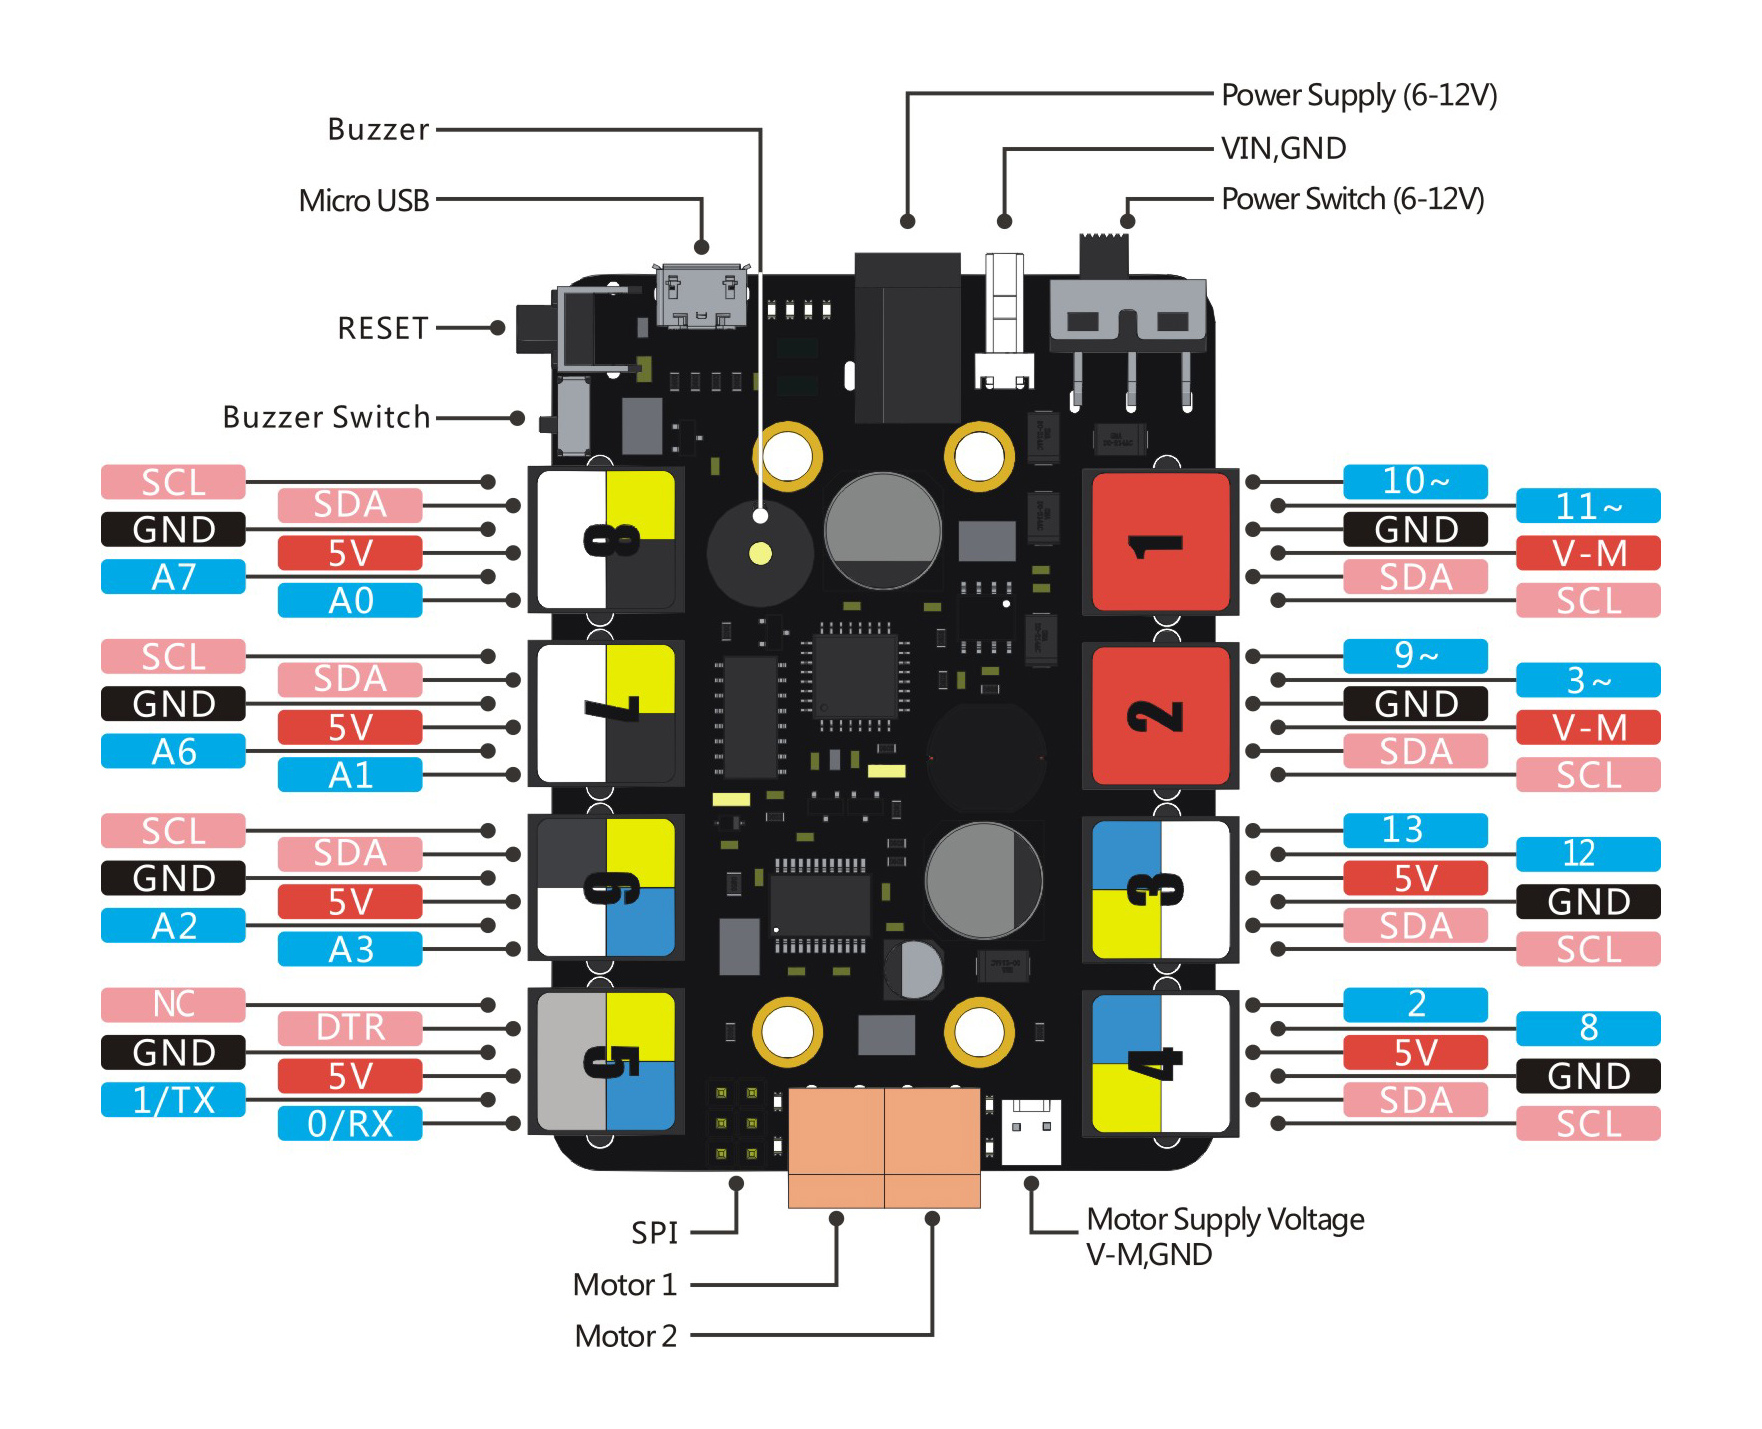 Power Supply (6-12V)
Buzzer
VIN,GND
Micro USB
Power Switch (6-12V)
RESET
Buzzer Switch
SCL
SDA
GND
5V
A7
A0
8
SCL
SDA
GND
5V
A6
A1
7
SCL
SDA
GND
5V
A2
A3
6
NC
DTR
GND
5V
1/TX
0/RX
5
1
10~
11~
GND
V-M
SDA
SCL
2
9~
3~
GND
V-M
SDA
SCL
3
13
12
5V
GND
SDA
SCL
4
2
8
5V
GND
SDA
SCL
SPI
Motor 1
Motor 2
Motor Supply Voltage
V-M,GND